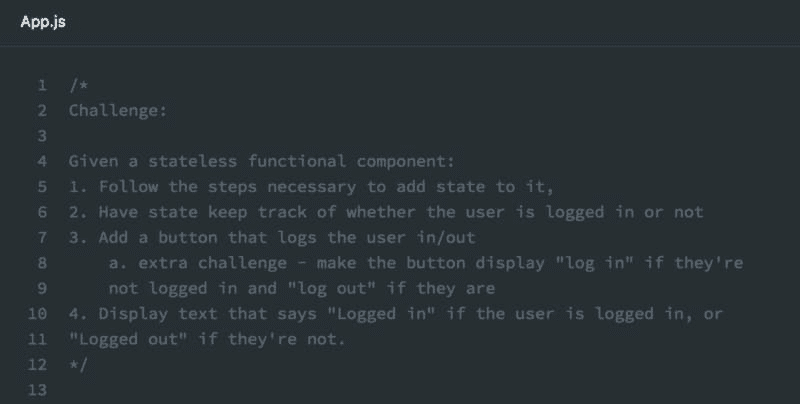 App.js
1 /*
2 Challenge:
3
4 Given a stateless functional component:
5 1. Follow the steps necessary to add state to it,
6 2. Have state keep track of whether the user is logged in or not
7 3. Add a button that logs the user in/out
8 a. extra challenge - make the button display "log in" if they're
9 not logged in and "log out" if they are
10 4. Display text that says "Logged in" if the user is logged in, or
11 "Logged out" if they're not.
12 */
13